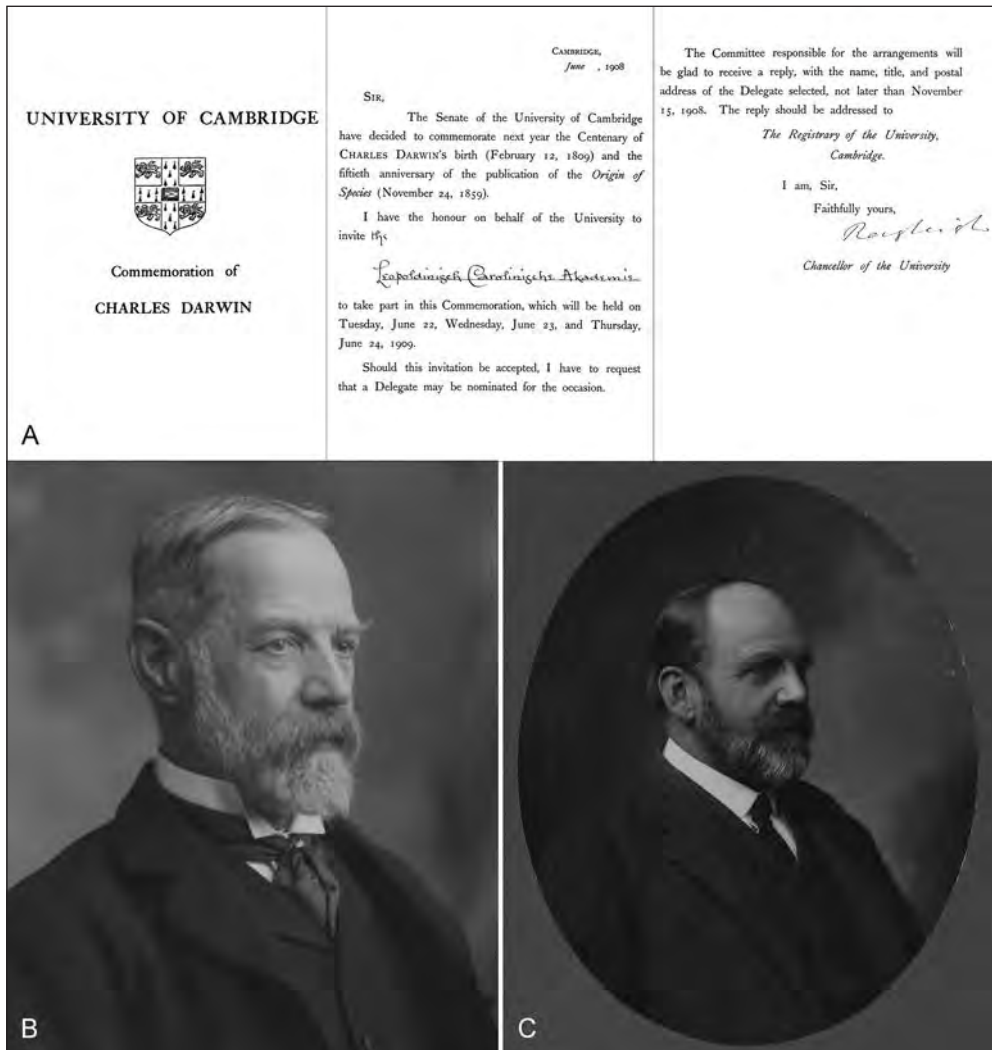 UNIVERSITY OF CAMBRIDGE
Commemoration of
CHARLES DARWIN
CAMBRIDGE,
June , 1908
SIR,
The Senate of the University of Cambridge
have decided to commemorate next year the Centenary
of CHARLES DARWIN'S birth (February 12, 1809) and the
fiftieth anniversary of the publication of the Origin of
Species (November 24, 1859).
I have the honour on behalf of the University to
invite the
Leopoldinisch Carolinische Akademie
to take part in this Commemoration, which will be held on
Tuesday, June 22, Wednesday, June 23, and Thursday,
June 24, 1909.
Should this invitation be accepted, I have to request
that a Delegate may be nominated for the occasion.
The Committee responsible for the arrangements will
be glad to receive a reply, with the name, title, and postal
address of the Delegate selected, not later than November
15, 1908. The reply should be addressed to
The Registrary of the University,
Cambridge.
I am, Sir,
Faithfully yours,
Rayleigh
Chancellor of the University
A
B
C